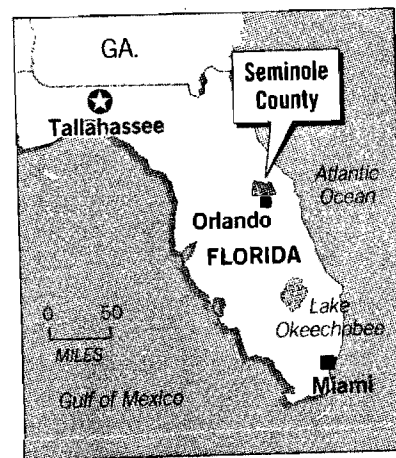 GA.
Seminole
County
Tallahassee
Atlantic
Ocean
Orlando
FLORIDA
0 50
MILES
Lake
Okeechobee
Miami
Gulf of Mexico